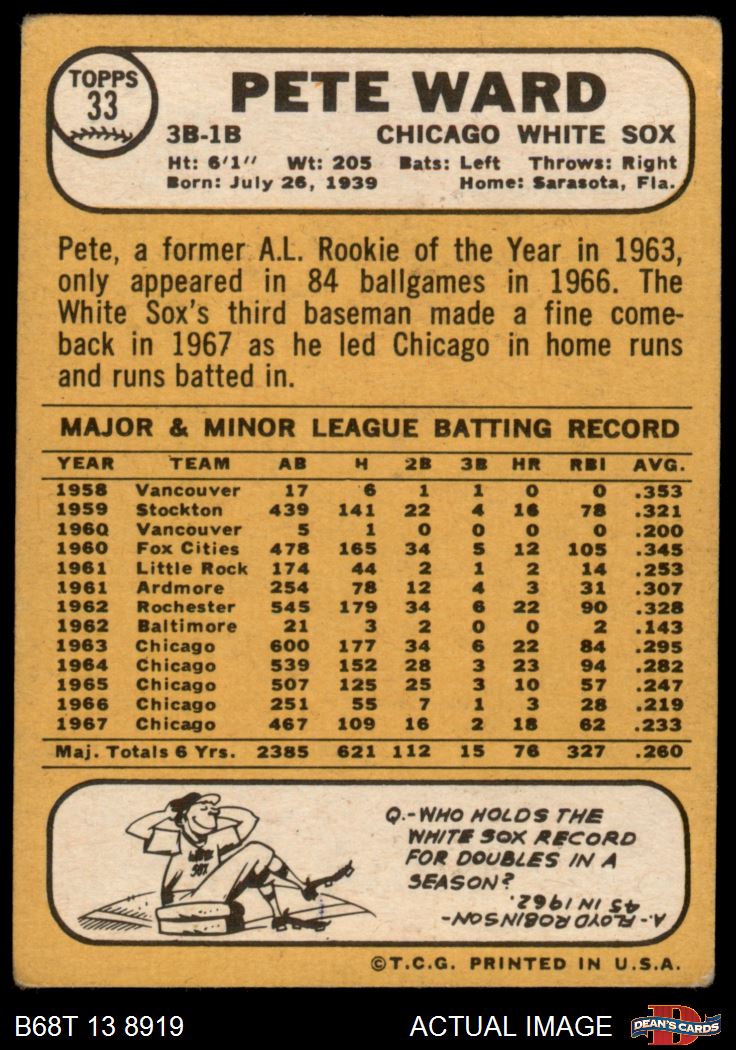 TOPPS
33
PETE WARD
3B-1B CHICAGO WHITE SOX
Ht: 6'1" Wt: 205 Bats: Left Throws: Right
Born: July 26, 1939 Home: Sarasota, Fla.
Pete, a former A.L. Rookie of the Year in 1963,
only appeared in 84 ballgames in 1966. The
White Sox's third baseman made a fine come-
back in 1967 as he led Chicago in home runs
and runs batted in.
MAJOR & MINOR LEAGUE BATTING RECORD
YEAR TEAM AB H 2B 3B HR RBI AVG.
1958 Vancouver 17 6 1 1 0 0 .353
1959 Stockton 439 141 22 4 16 78 .321
1960 Vancouver 5 1 0 0 0 0 .200
1960 Fox Cities 478 165 34 5 12 105 .345
1961 Little Rock 174 44 2 1 2 14 .253
1961 Ardmore 254 78 12 4 3 31 .307
1962 Rochester 545 179 34 6 22 90 .328
1962 Baltimore 21 3 2 0 0 2 .143
1963 Chicago 600 177 34 6 22 84 .295
1964 Chicago 539 152 28 3 23 94 .282
1965 Chicago 507 125 25 3 10 57 .247
1966 Chicago 251 55 7 1 3 28 .219
1967 Chicago 467 109 16 2 18 62 .233
Maj. Totals 6 Yrs. 2385 621 112 15 76 327 .260
WHITE
SOX
Q.-WHO HOLDS THE
WHITE SOX RECORD
FOR DOUBLES IN A
SEASON?
A.-FLOYD ROBINSON-
45 IN 1962.
©T.C.G. PRINTED IN U.S.A.
B68T 13 8919 ACTUAL IMAGE DEAN'S CARDS